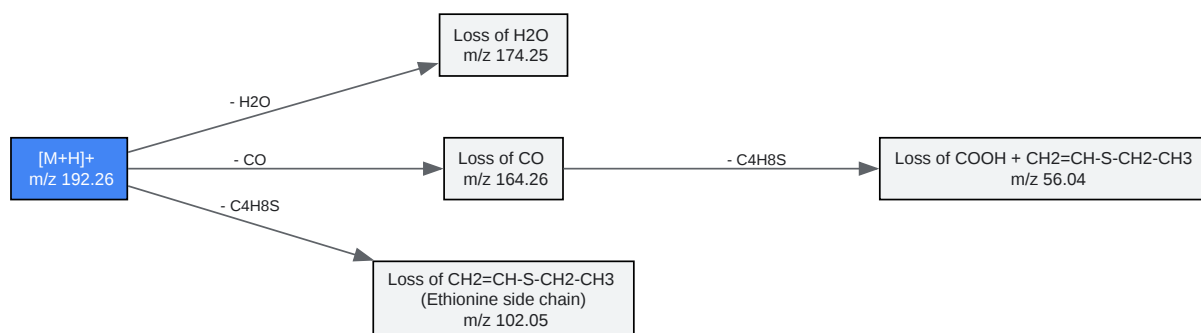 Loss of H2O
m/z 174.25
- H2O
[M+H]+
m/z 192.26
- CO
Loss of CO
m/z 164.26
- C4H8S
Loss of COOH + CH2=CH-S-CH2-CH3
m/z 56.04
- C4H8S
Loss of CH2=CH-S-CH2-CH3
(Ethionine side chain)
m/z 102.05